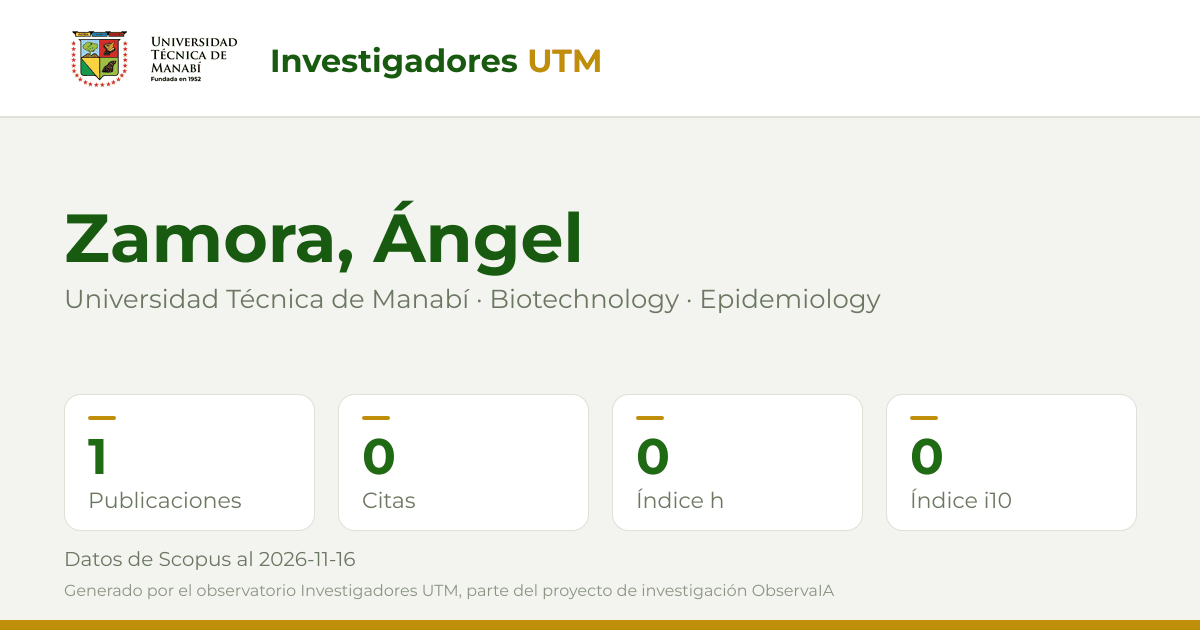 UNIVERSIDAD
TÉCNICA DE
MANABÍ
Fundada en 1952
Investigadores UTM
Zamora, Ángel
Universidad Técnica de Manabí · Biotechnology · Epidemiology
1
Publicaciones
0
Citas
0
Índice h
0
Índice i10
Datos de Scopus al 2026-11-16
Generado por el observatorio Investigadores UTM, parte del proyecto de investigación ObservaIA